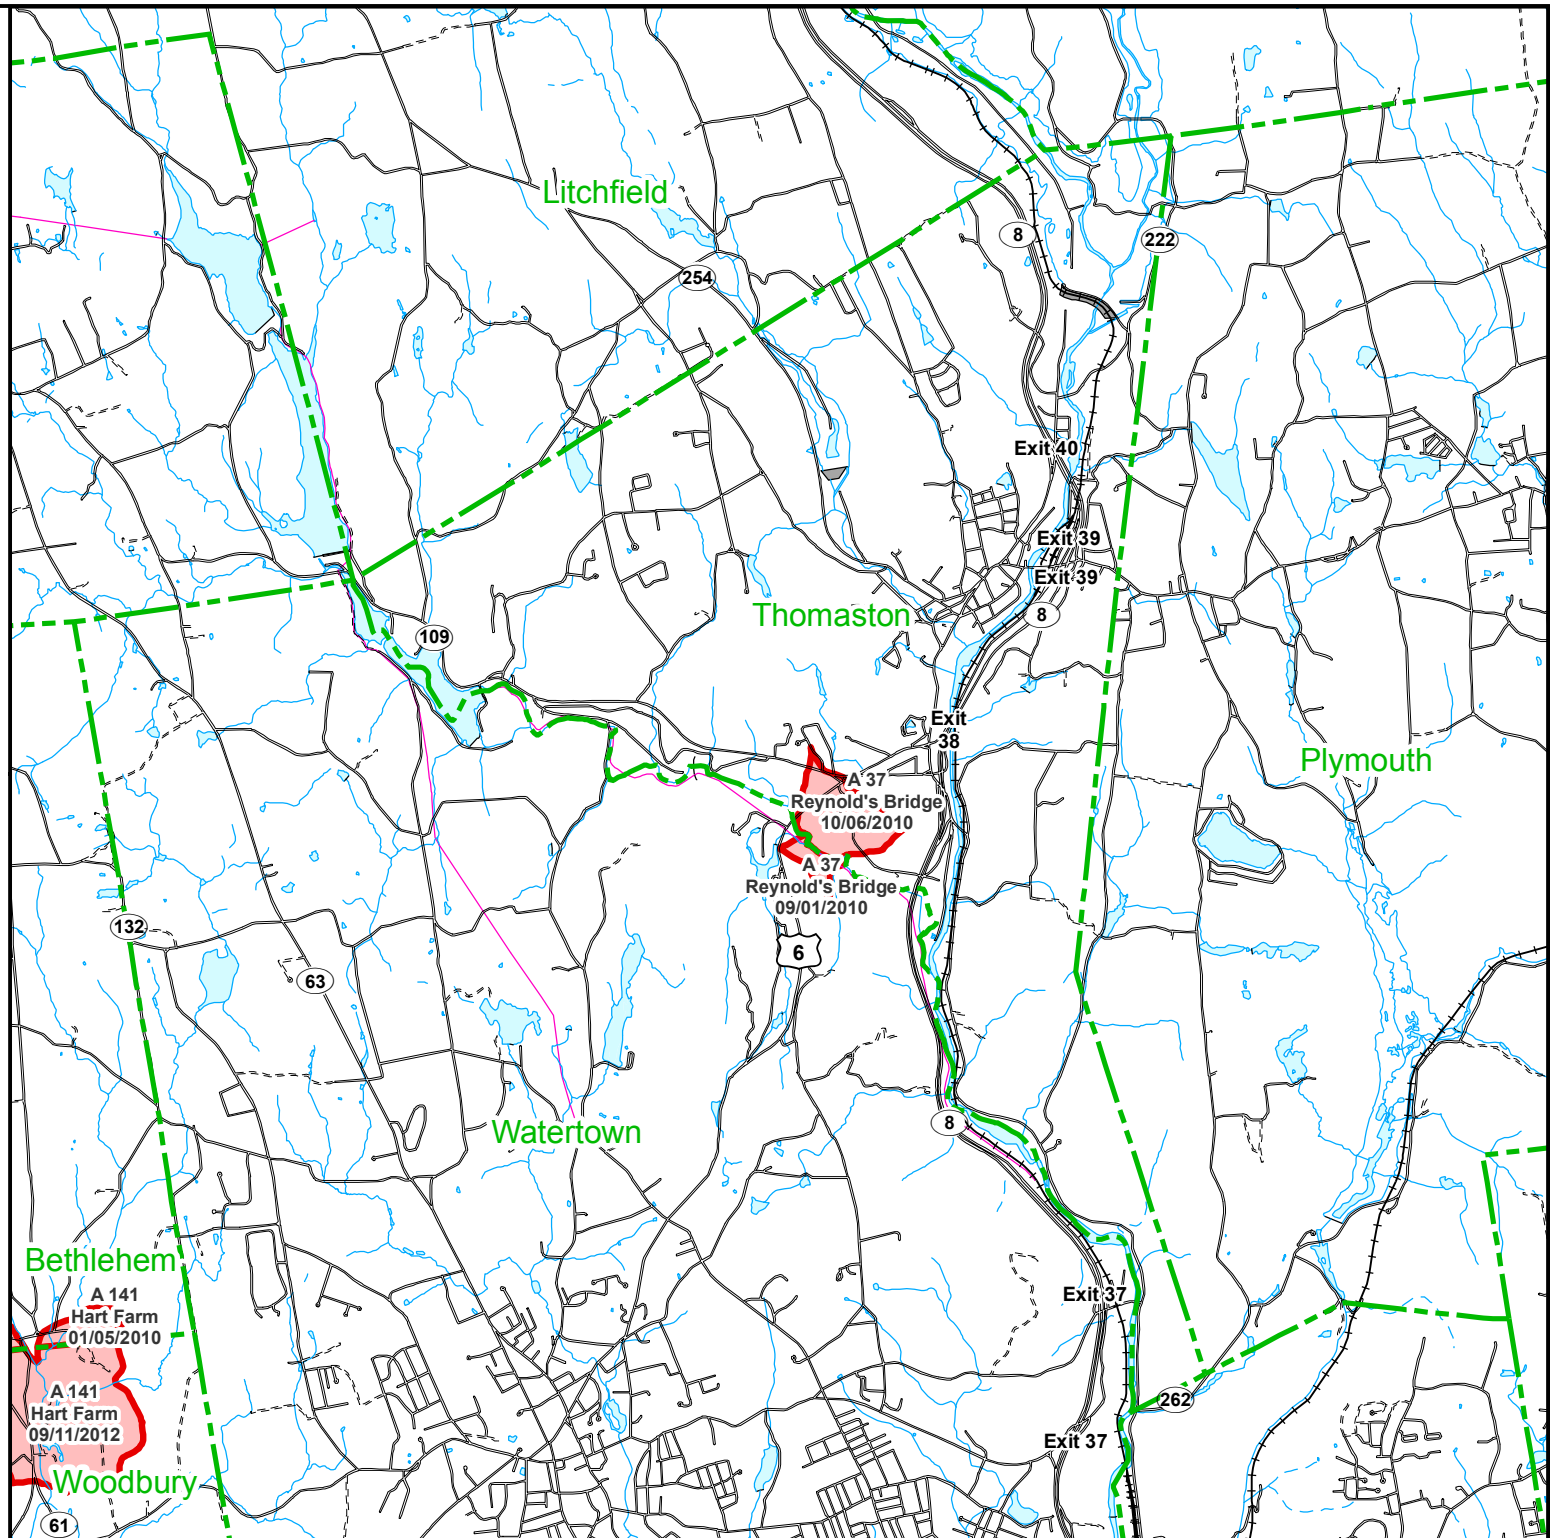 Litchfield
8
222
254
Exit 40
Exit 39
Exit 39
8
Thomaston
109
Exit
38
Plymouth
A 37
Reynold's Bridge
10/06/2010
A 37
Reynold's Bridge
09/01/2010
132
6
63
8
Watertown
Bethlehem
A 141
Hart Farm
01/05/2010
Exit 37
A 141
Hart Farm
09/11/2012
262
Exit 37
Woodbury
61